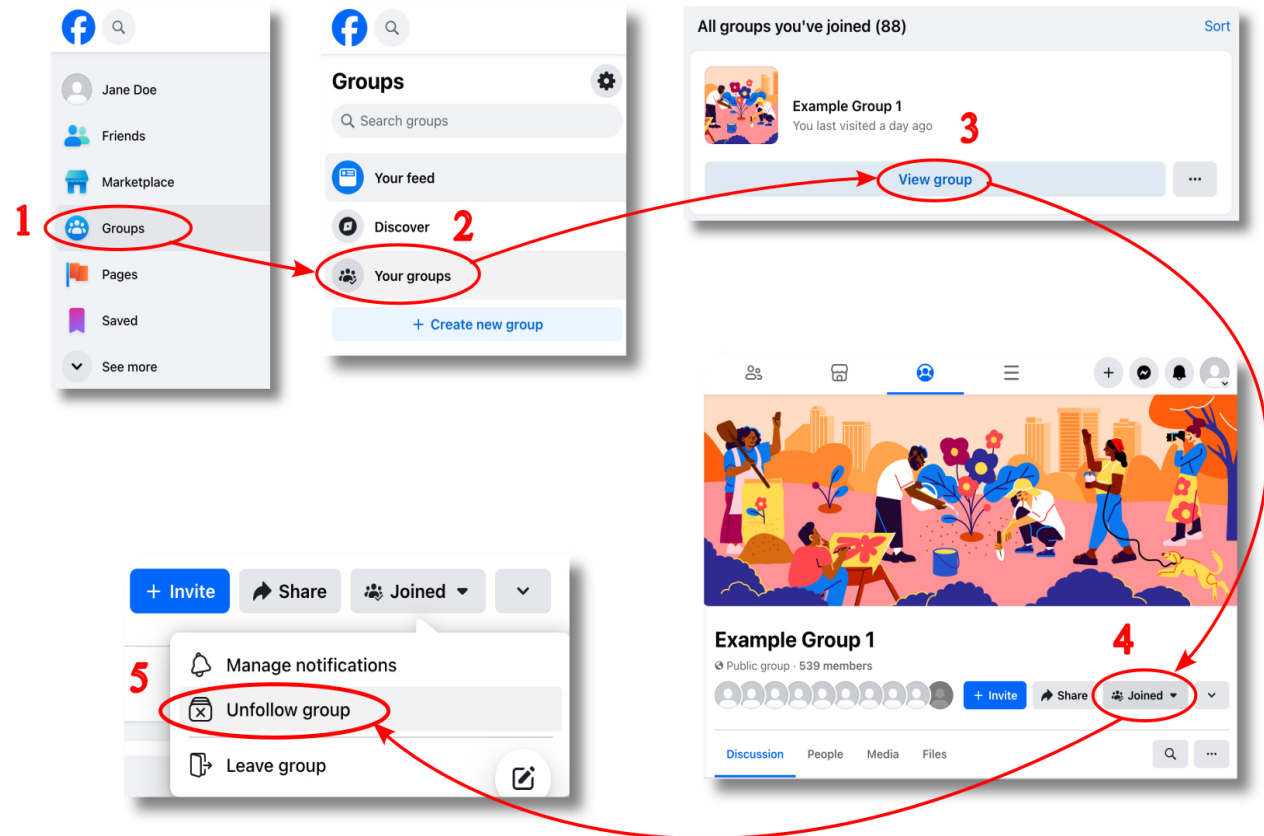 Jane Doe
Friends
Marketplace
1
Groups
Pages
Saved
See more
Groups
Search groups
Your feed
Discover
2
Your groups
+ Create new group
All groups you've joined (88)
Sort
Example Group 1
You last visited a day ago
3
View group
Example Group 1
4
Public group · 539 members
+ Invite
Share
Joined
Discussion
People
Media
Files
+ Invite
Share
Joined
5
Manage notifications
Unfollow group
Leave group